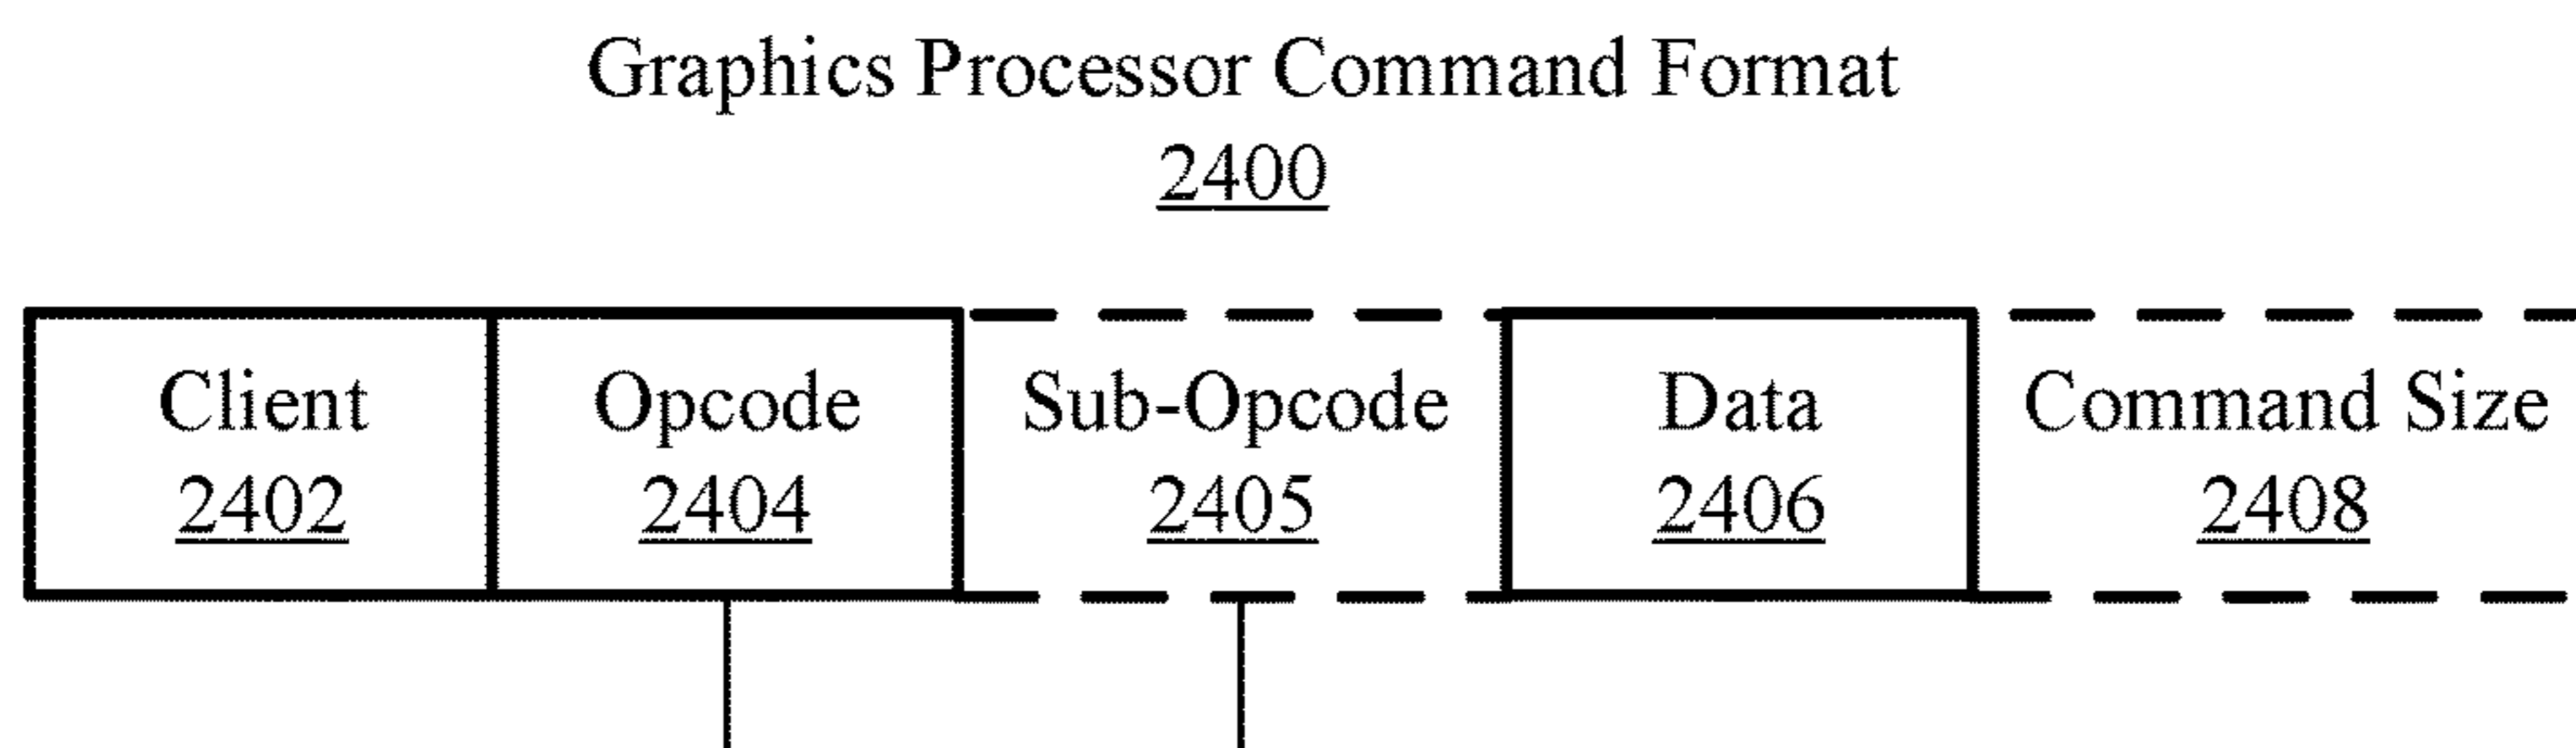 Graphics Processor Command Format
2400
Client Opcode Sub-Opcode Data Command Size
2402 2404 2405 2406 2408